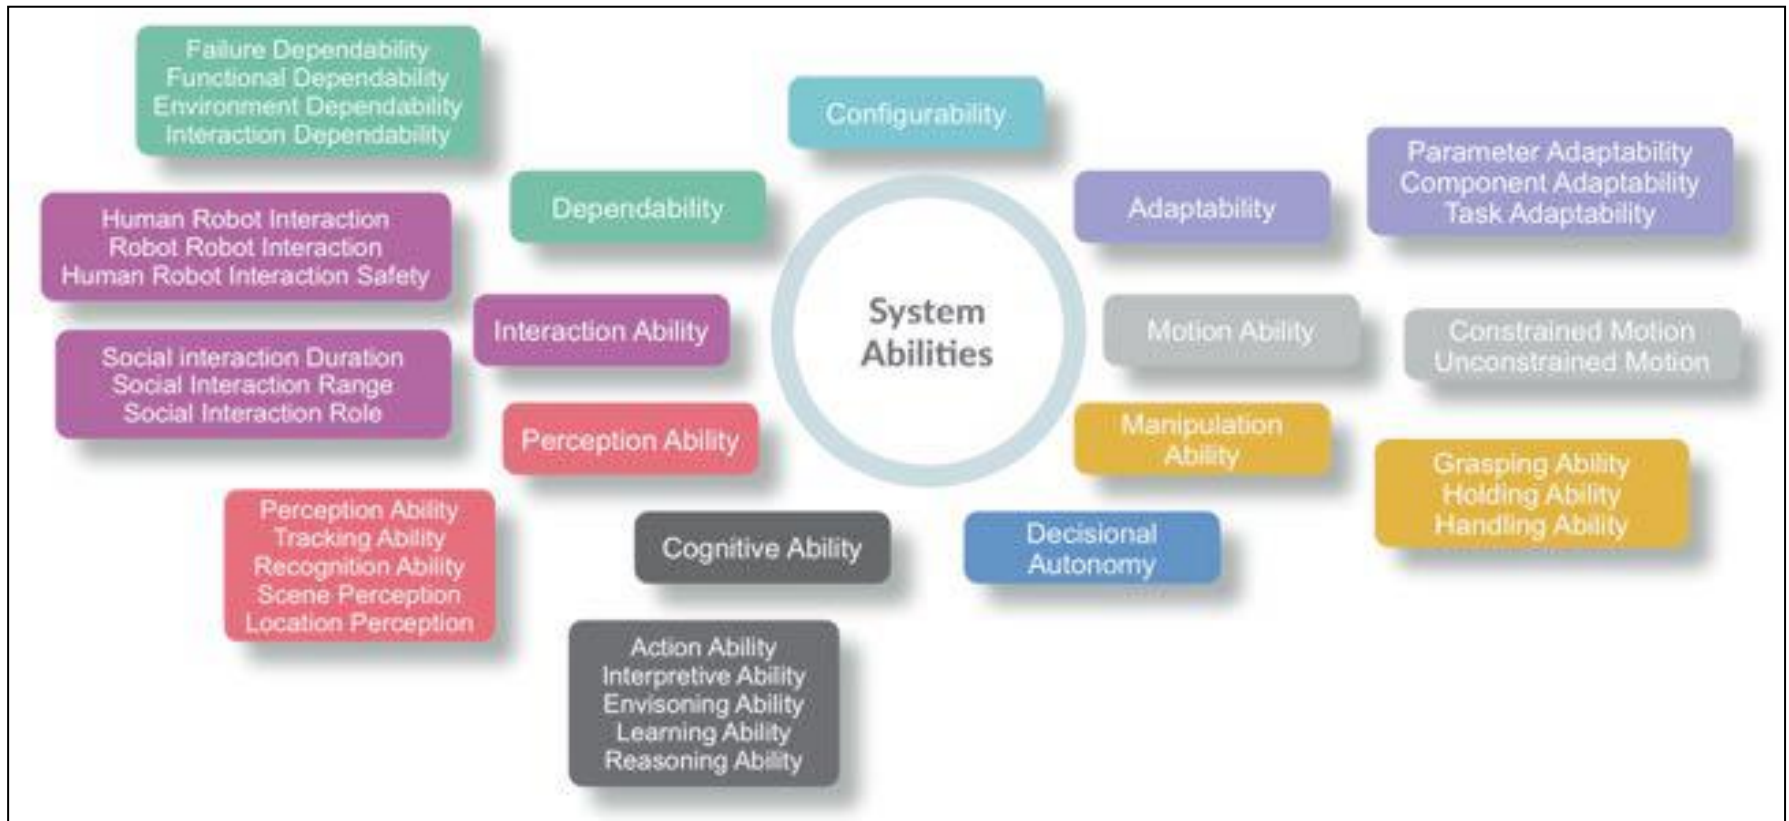 Failure Dependability
Functional Dependability
Environment Dependability
Interaction Dependability
Configurability
Parameter Adaptability
Component Adaptability
Task Adaptability
Dependability
Adaptability
Human Robot Interaction
Robot Robot Interaction
Human Robot Interaction Safety
System
Abilities
Interaction Ability
Motion Ability
Constrained Motion
Unconstrained Motion
Social interaction Duration
Social Interaction Range
Social Interaction Role
Perception Ability
Manipulation
Ability
Grasping Ability
Holding Ability
Handling Ability
Perception Ability
Tracking Ability
Recognition Ability
Scene Perception
Location Perception
Cognitive Ability
Decisional
Autonomy
Action Ability
Interpretive Ability
Envisoning Ability
Learning Ability
Reasoning Ability